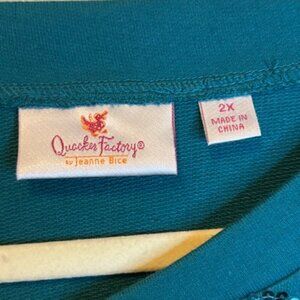 Quacker Factory®
by Jeanne Bice
2X
MADE IN
CHINA